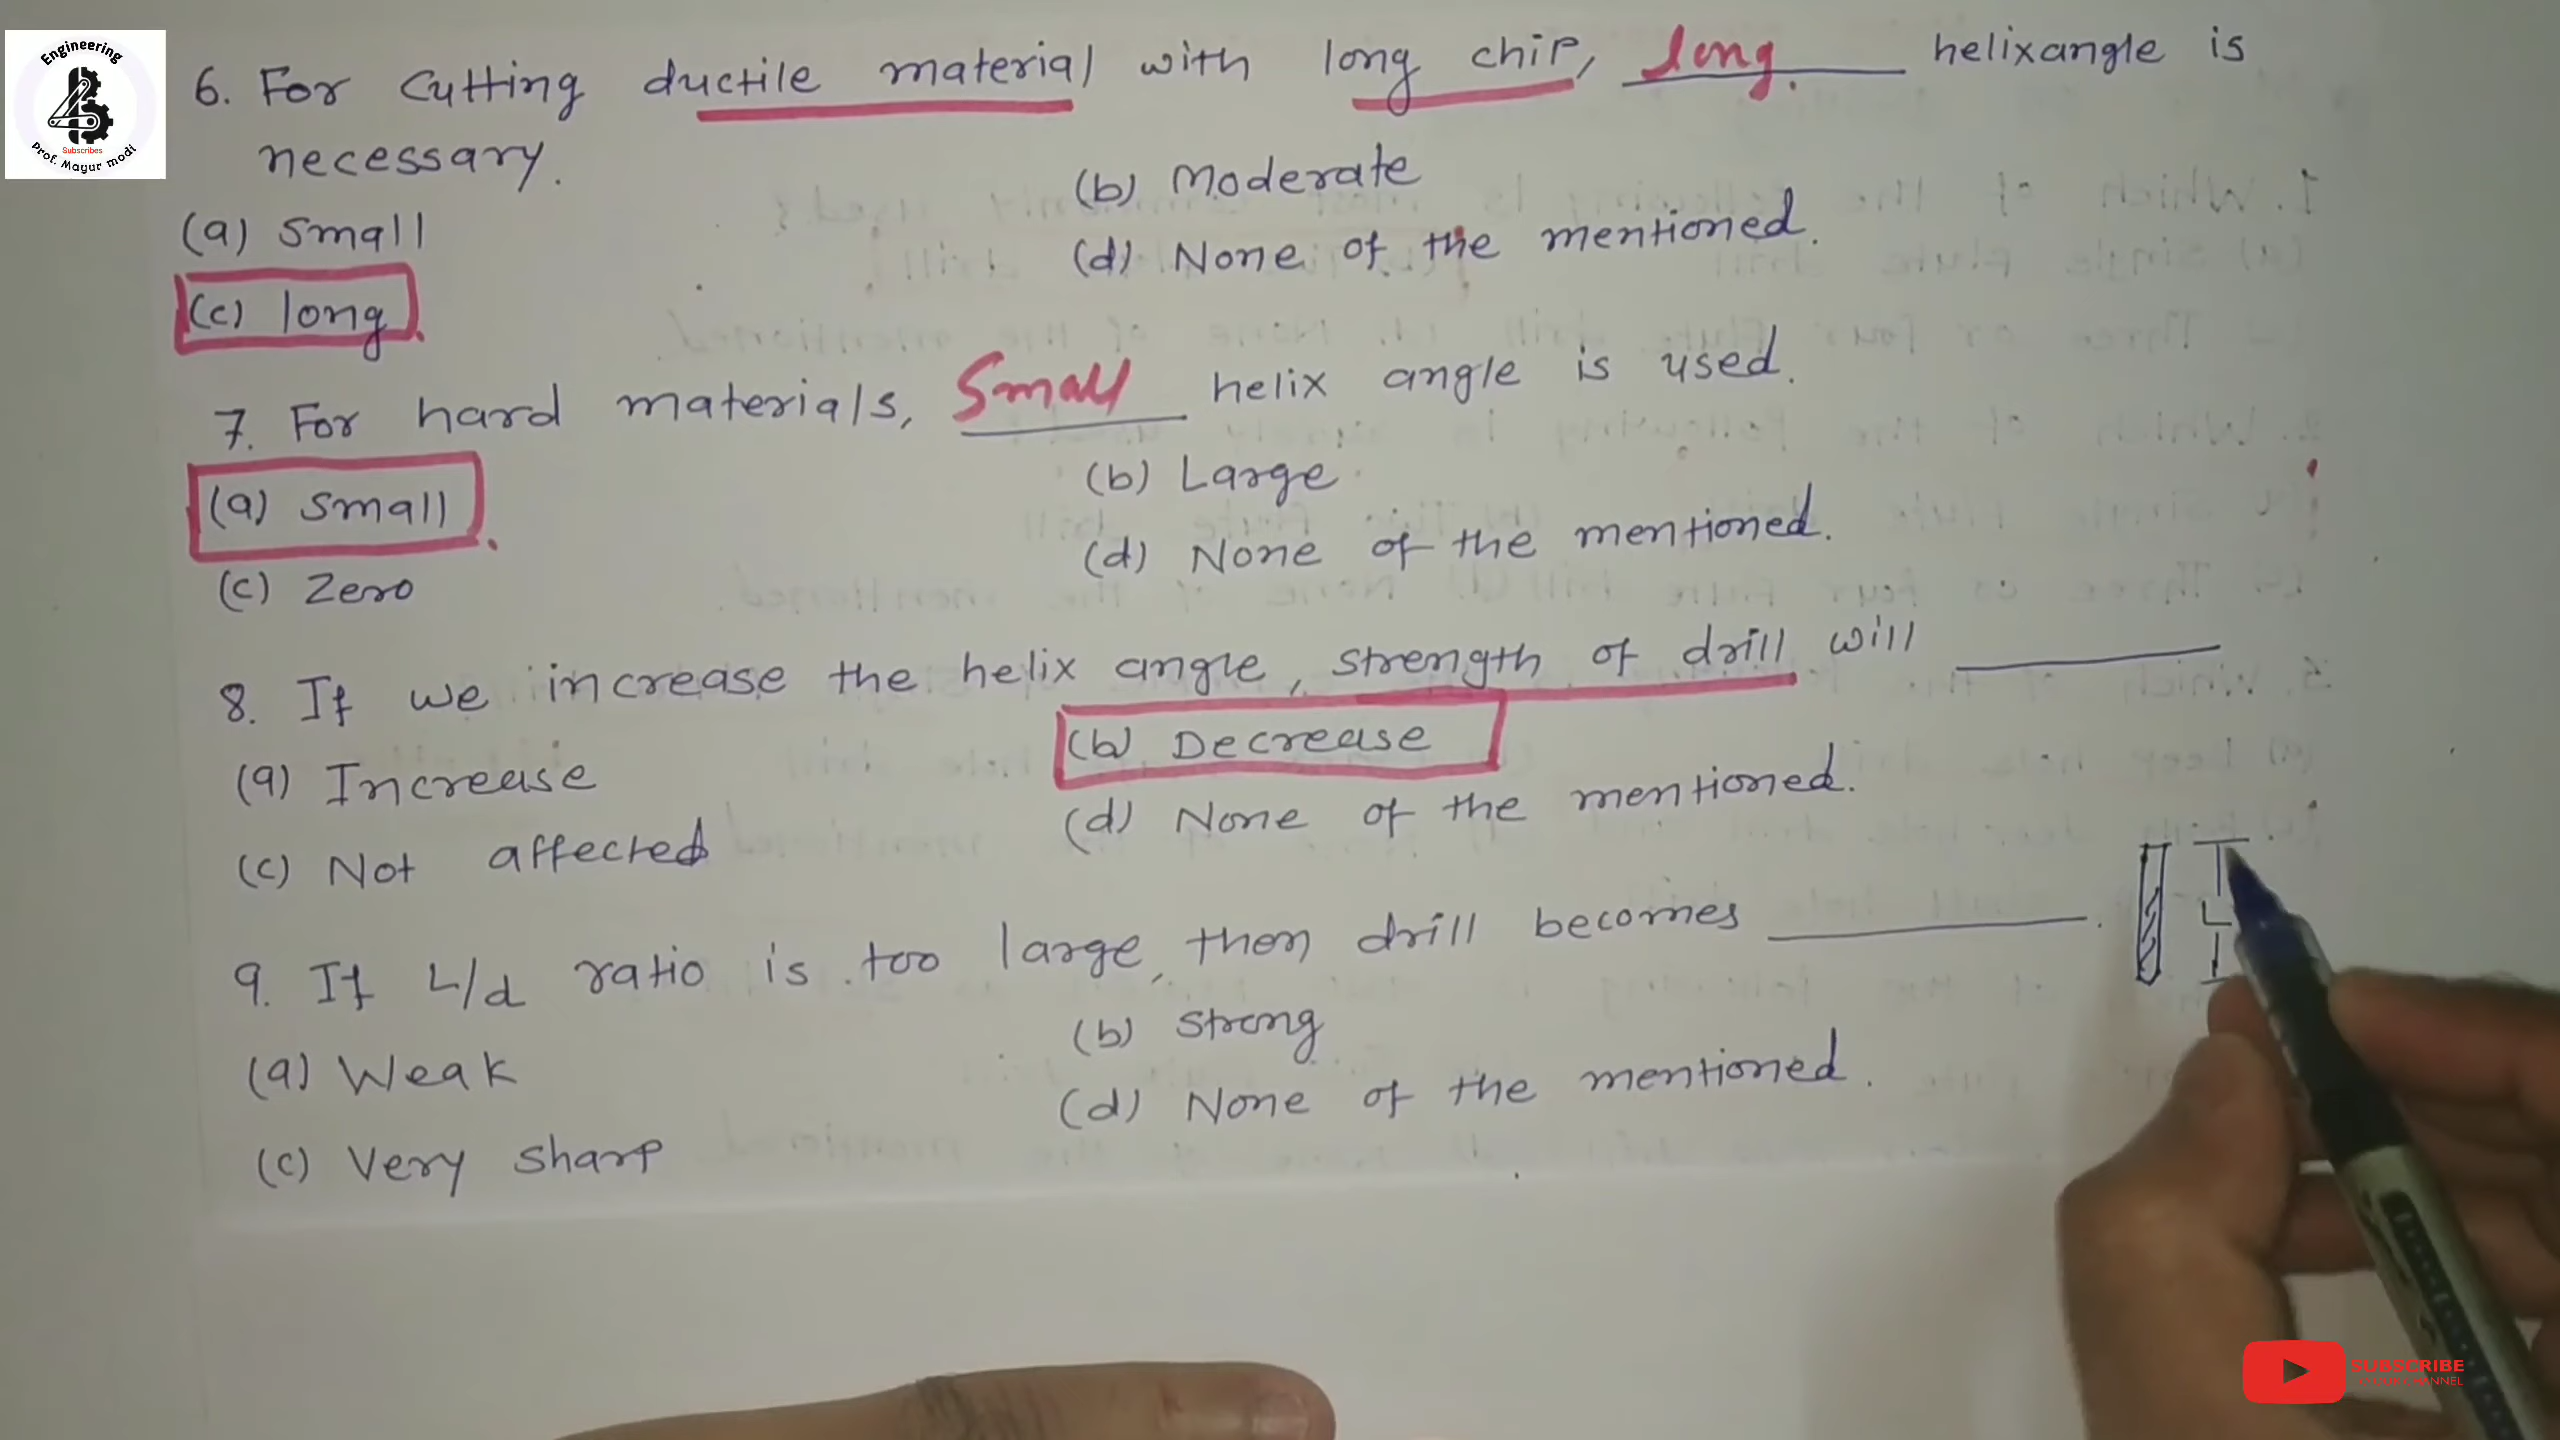 Engineering
Subscribes
Prof. Mayur modi
6. For Cutting ductile material with long chip, long. helixangle is
necessary.
(a) Small
(b) Moderate
(c) long
(d) None of the mentioned.
7. For hard materials, Small helix angle is used.
(a) Small
(b) Large
(c) Zero
(d) None of the mentioned.
8. If we increase the helix angle, strength of drill will
(a) Increase
(b) Decrease
(c) Not affected
(d) None of the mentioned.
9. If L/d ratio is too large, then drill becomes .
(a) Weak
(b) Strong
(c) Very Sharp
(d) None of the mentioned.
L
SUBSCRIBE